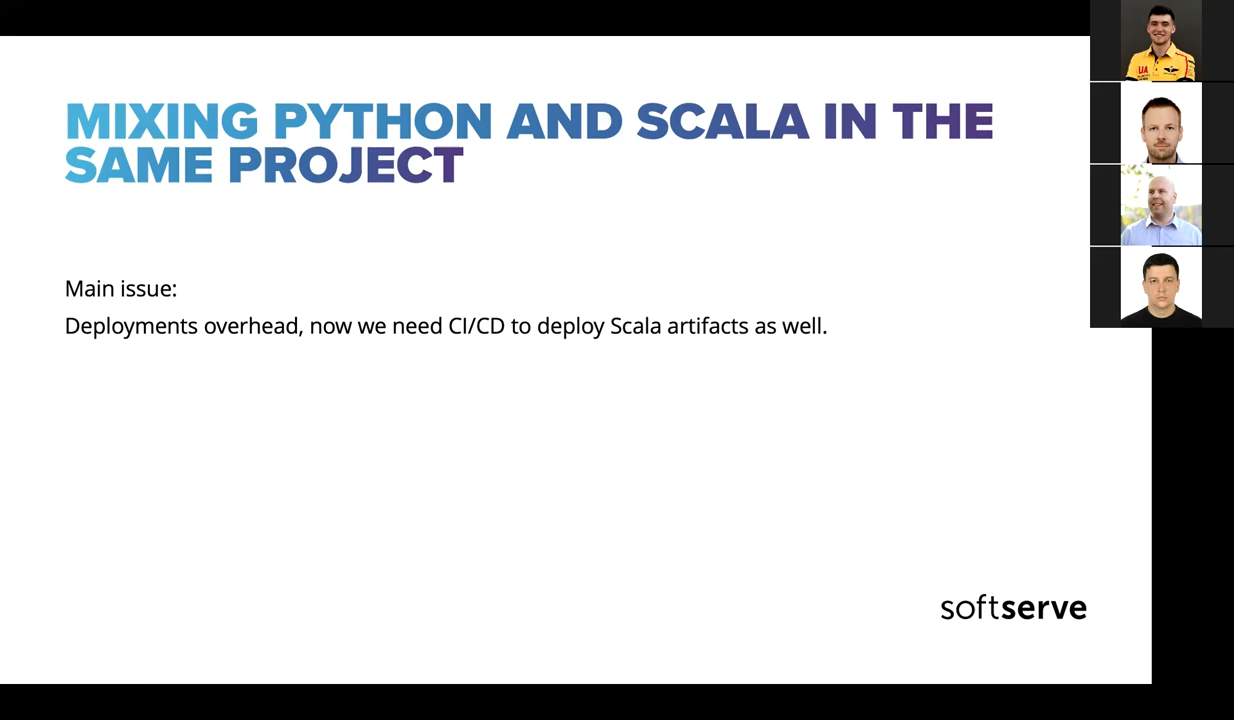 MIXING PYTHON AND SCALA IN THE
SAME PROJECT
Main issue:
Deployments overhead, now we need CI/CD to deploy Scala artifacts as well.
softserve
UA